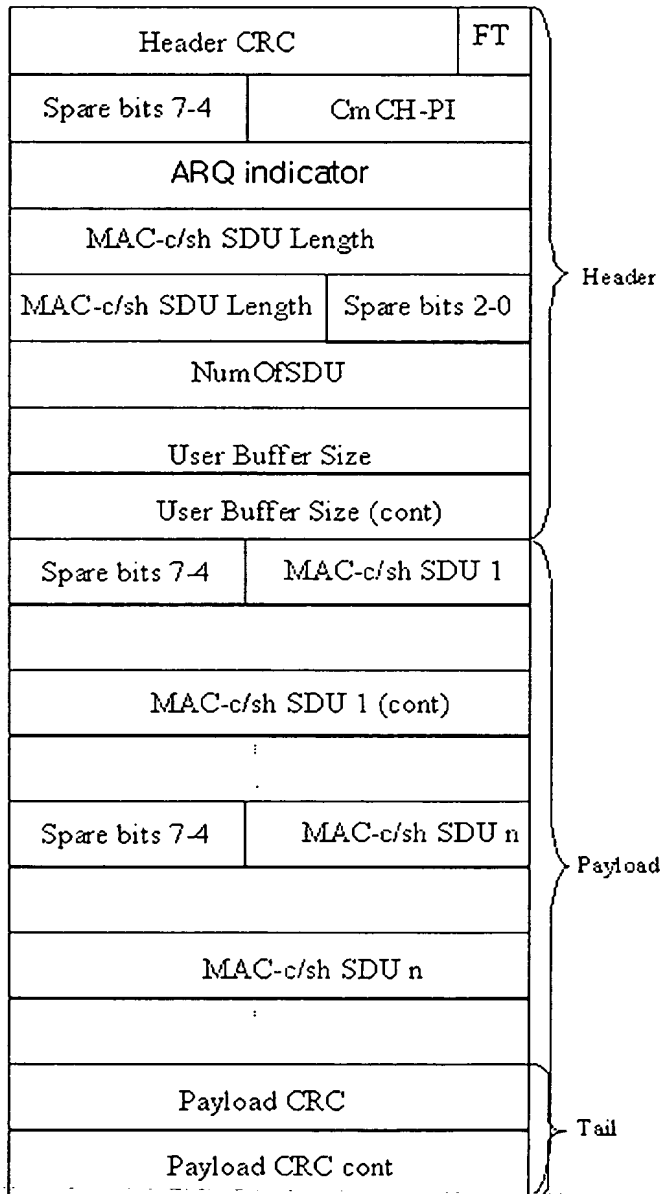 Header CRC FT
Spare bits 7-4 CmCH-PI
ARQ indicator
MAC-c/sh SDU Length
MAC-c/sh SDU Length Spare bits 2-0
Header
NumOfSDU
User Buffer Size
User Buffer Size (cont)
Spare bits 7-4 MAC-c/sh SDU 1
MAC-c/sh SDU 1 (cont)
Spare bits 7-4 MAC-c/sh SDU n
Payload
MAC-c/sh SDU n
Payload CRC
Tail
Payload CRC cont